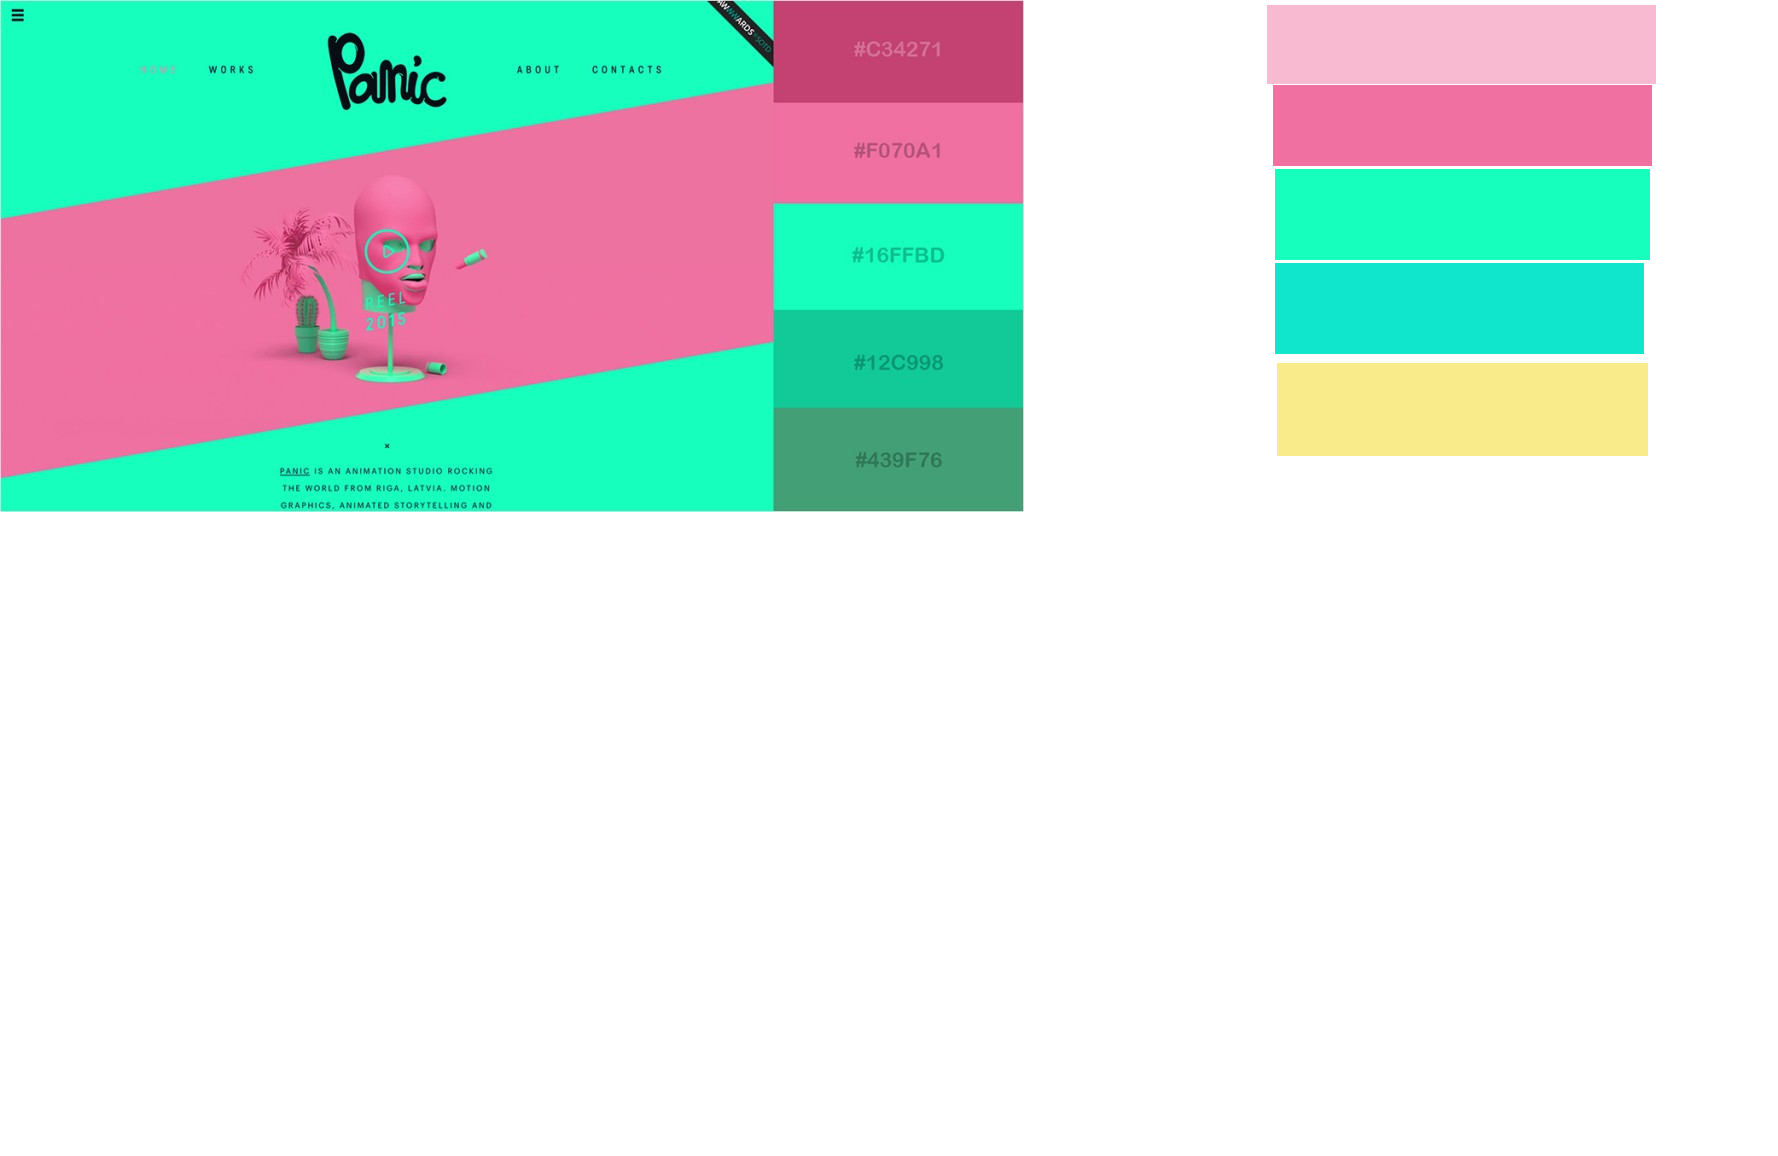 AWWWARDS SOTD
HOME WORKS Panic ABOUT CONTACTS
REEL
2015
×
PANIC IS AN ANIMATION STUDIO ROCKING
THE WORLD FROM RIGA, LATVIA. MOTION
GRAPHICS, ANIMATED STORYTELLING AND
#C34271
#F070A1
#16FFBD
#12C998
#439F76